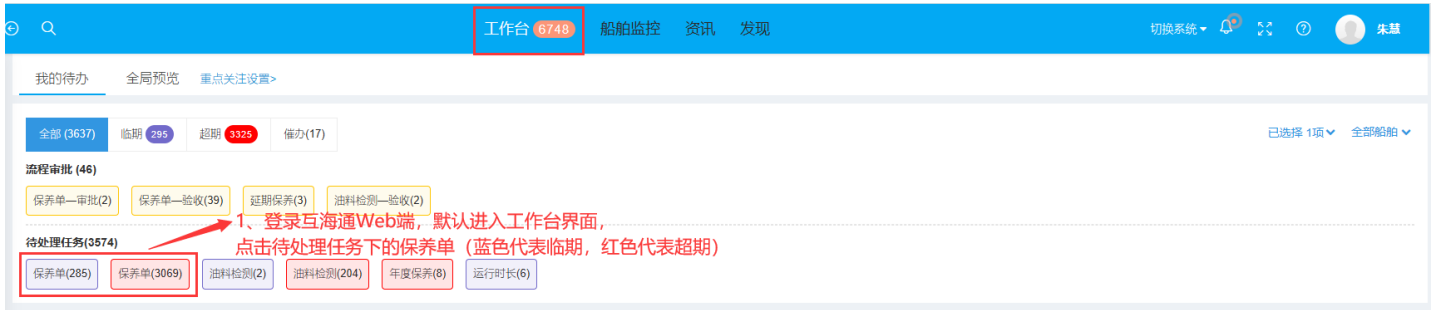 工作台 6748 船舶监控 资讯 发现 切换系统 朱慧
我的待办 全局预览 重点关注设置>
全部 (3637) 临期 295 超期 3325 催办(17) 已选择 1项 全部船舶
流程审批 (46)
保养单—审批(2) 保养单—验收(39) 延期保养(3) 油料检测—验收(2)
1、登录互海通Web端，默认进入工作台界面，
点击待处理任务下的保养单（蓝色代表临期，红色代表超期）
待处理任务(3574)
保养单(285) 保养单(3069) 油料检测(2) 油料检测(204) 年度保养(8) 运行时长(6)